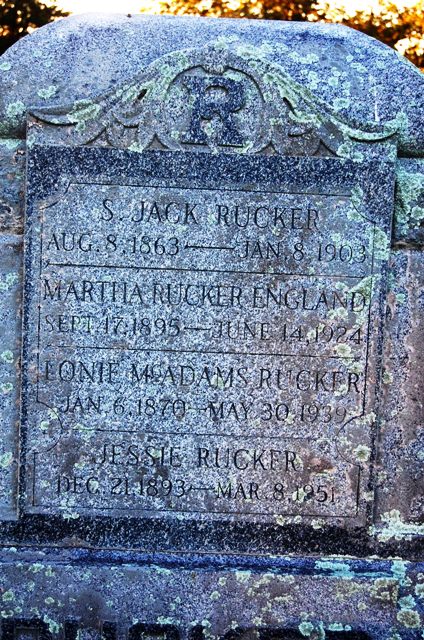 R
S. JACK RUCKER
AUG. 8, 1863 — JAN. 8, 1903
MARTHA RUCKER ENGLAND
SEPT. 17, 1895 — JUNE 14, 1924
EONIE McADAMS RUCKER
JAN. 6, 1870 — MAY 30, 1939
JESSIE RUCKER
DEC. 21, 1893 — MAR. 8, 1951